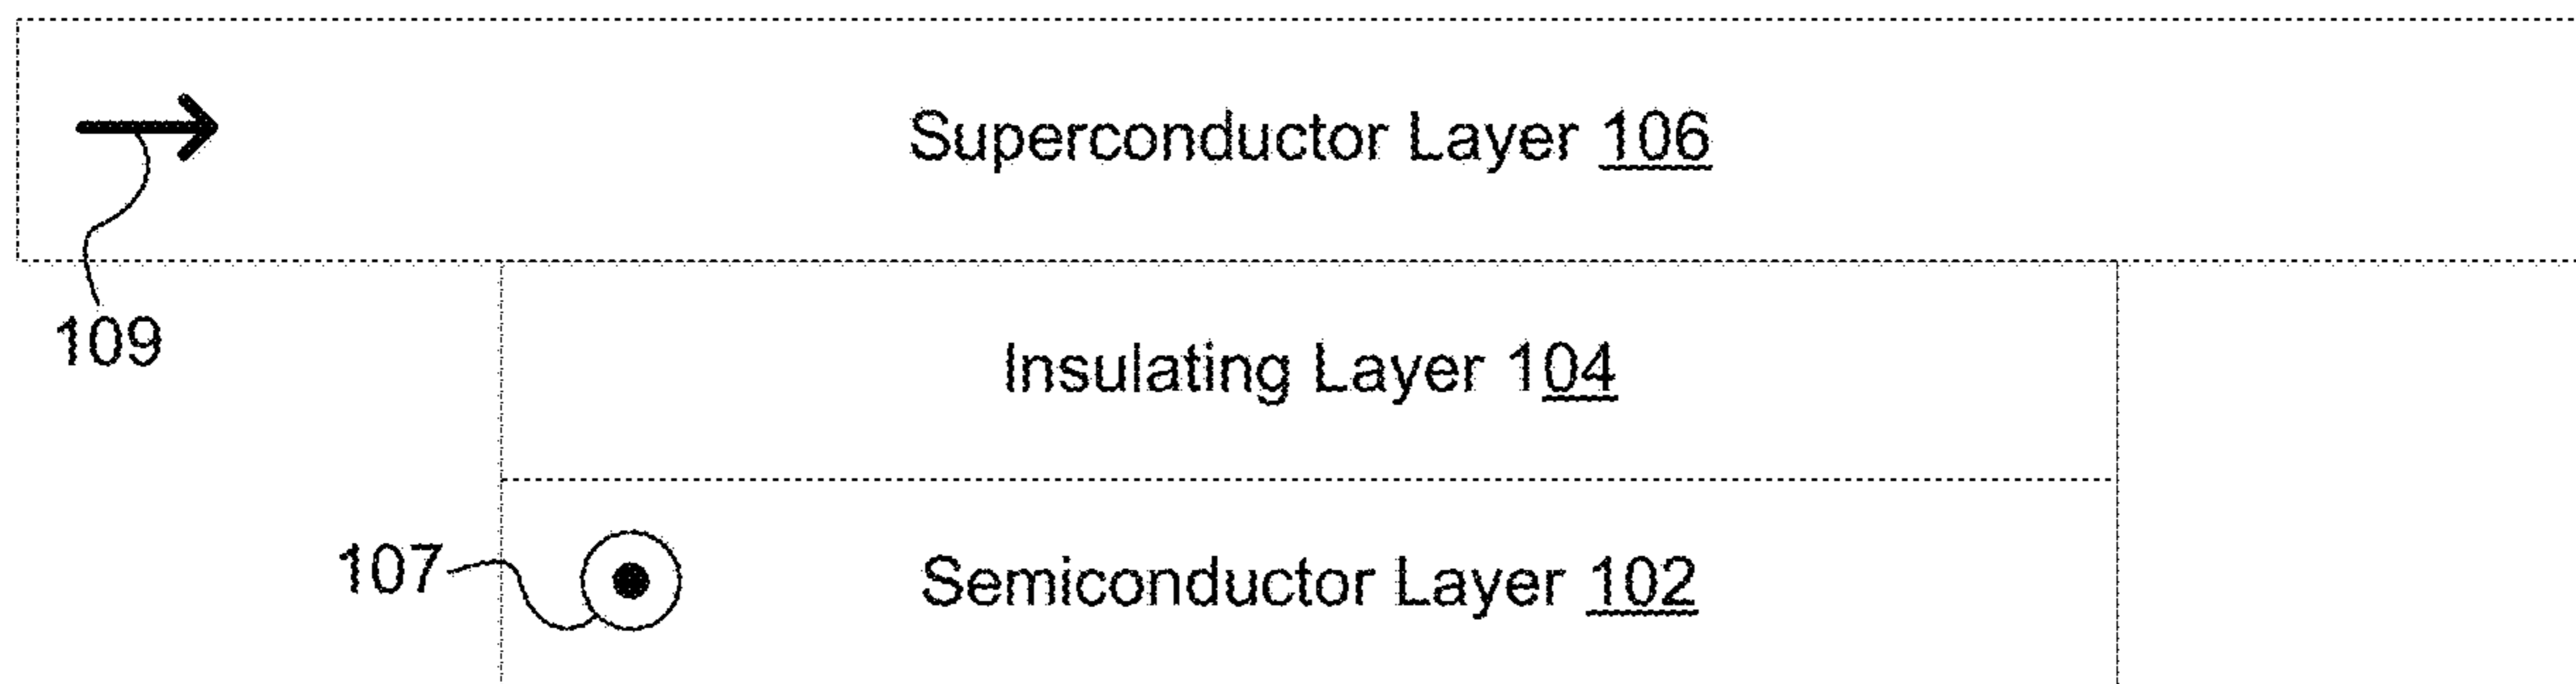 Superconductor Layer 106
109
Insulating Layer 104
107
Semiconductor Layer 102